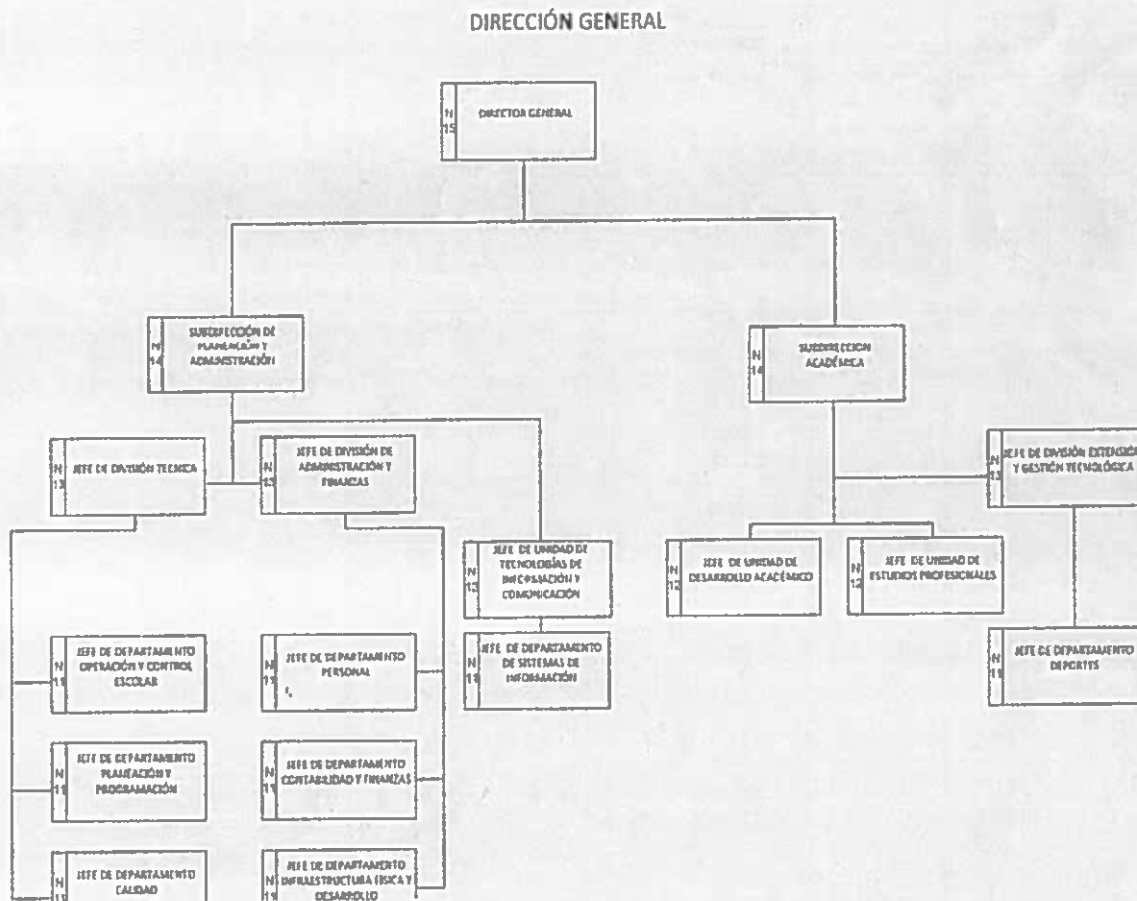 DIRECCIÓN GENERAL
N
15
DIRECTOR GENERAL
N
14
SUBDIRECCIÓN DE
PLANEACIÓN Y
ADMINISTRACIÓN
N
14
SUBDIRECCION
ACADÉMICA
N
13
JEFE DE DIVISIÓN TECNICA
N
13
JEFE DE DIVISIÓN DE
ADMINISTRACIÓN Y
FINANZAS
N
13
JEFE DE DIVISIÓN EXTENSIÓN
Y GESTIÓN TECNOLÓGICA
N
12
JEFE DE UNIDAD DE
TECNOLOGÍAS DE
INFORMACIÓN Y
COMUNICACIÓN
N
12
JEFE DE UNIDAD DE
DESARROLLO ACADÉMICO
N
12
JEFE DE UNIDAD DE
ESTUDIOS PROFESIONALES
N
11
JEFE DE DEPARTAMENTO
OPERACIÓN Y CONTROL
ESCOLAR
N
11
JEFE DE DEPARTAMENTO
PERSONAL
N
11
JEFE DE DEPARTAMENTO
DE SISTEMAS DE
INFORMACIÓN
N
11
JEFE DE DEPARTAMENTO
DEPORTES
N
11
JEFE DE DEPARTAMENTO
PLANEACIÓN Y
PROGRAMACIÓN
N
11
JEFE DE DEPARTAMENTO
CONTABILIDAD Y FINANZAS
N
11
JEFE DE DEPARTAMENTO
CALIDAD
N
11
JEFE DE DEPARTAMENTO
INFRAESTRUCTURA FISICA Y
DESARROLLO